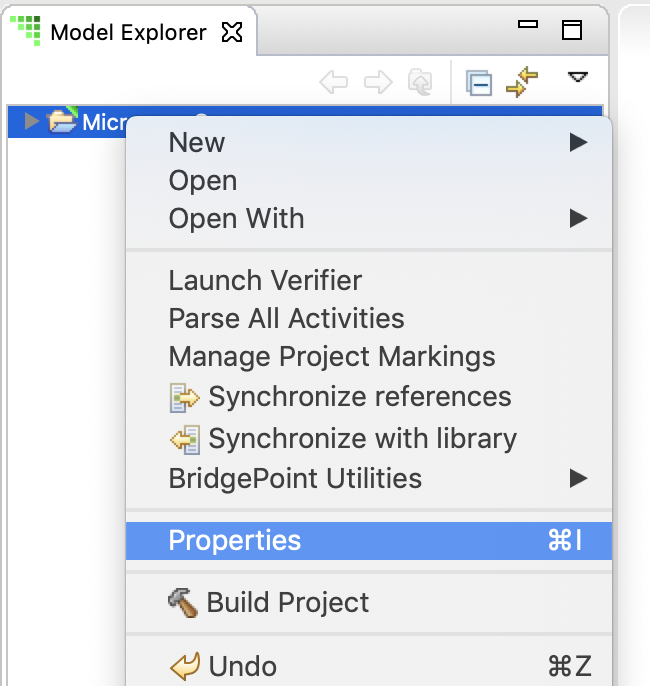 Model Explorer
New
Open
Open With
Launch Verifier
Parse All Activities
Manage Project Markings
Synchronize references
Synchronize with library
BridgePoint Utilities
Properties ⌘I
Build Project
Undo ⌘Z